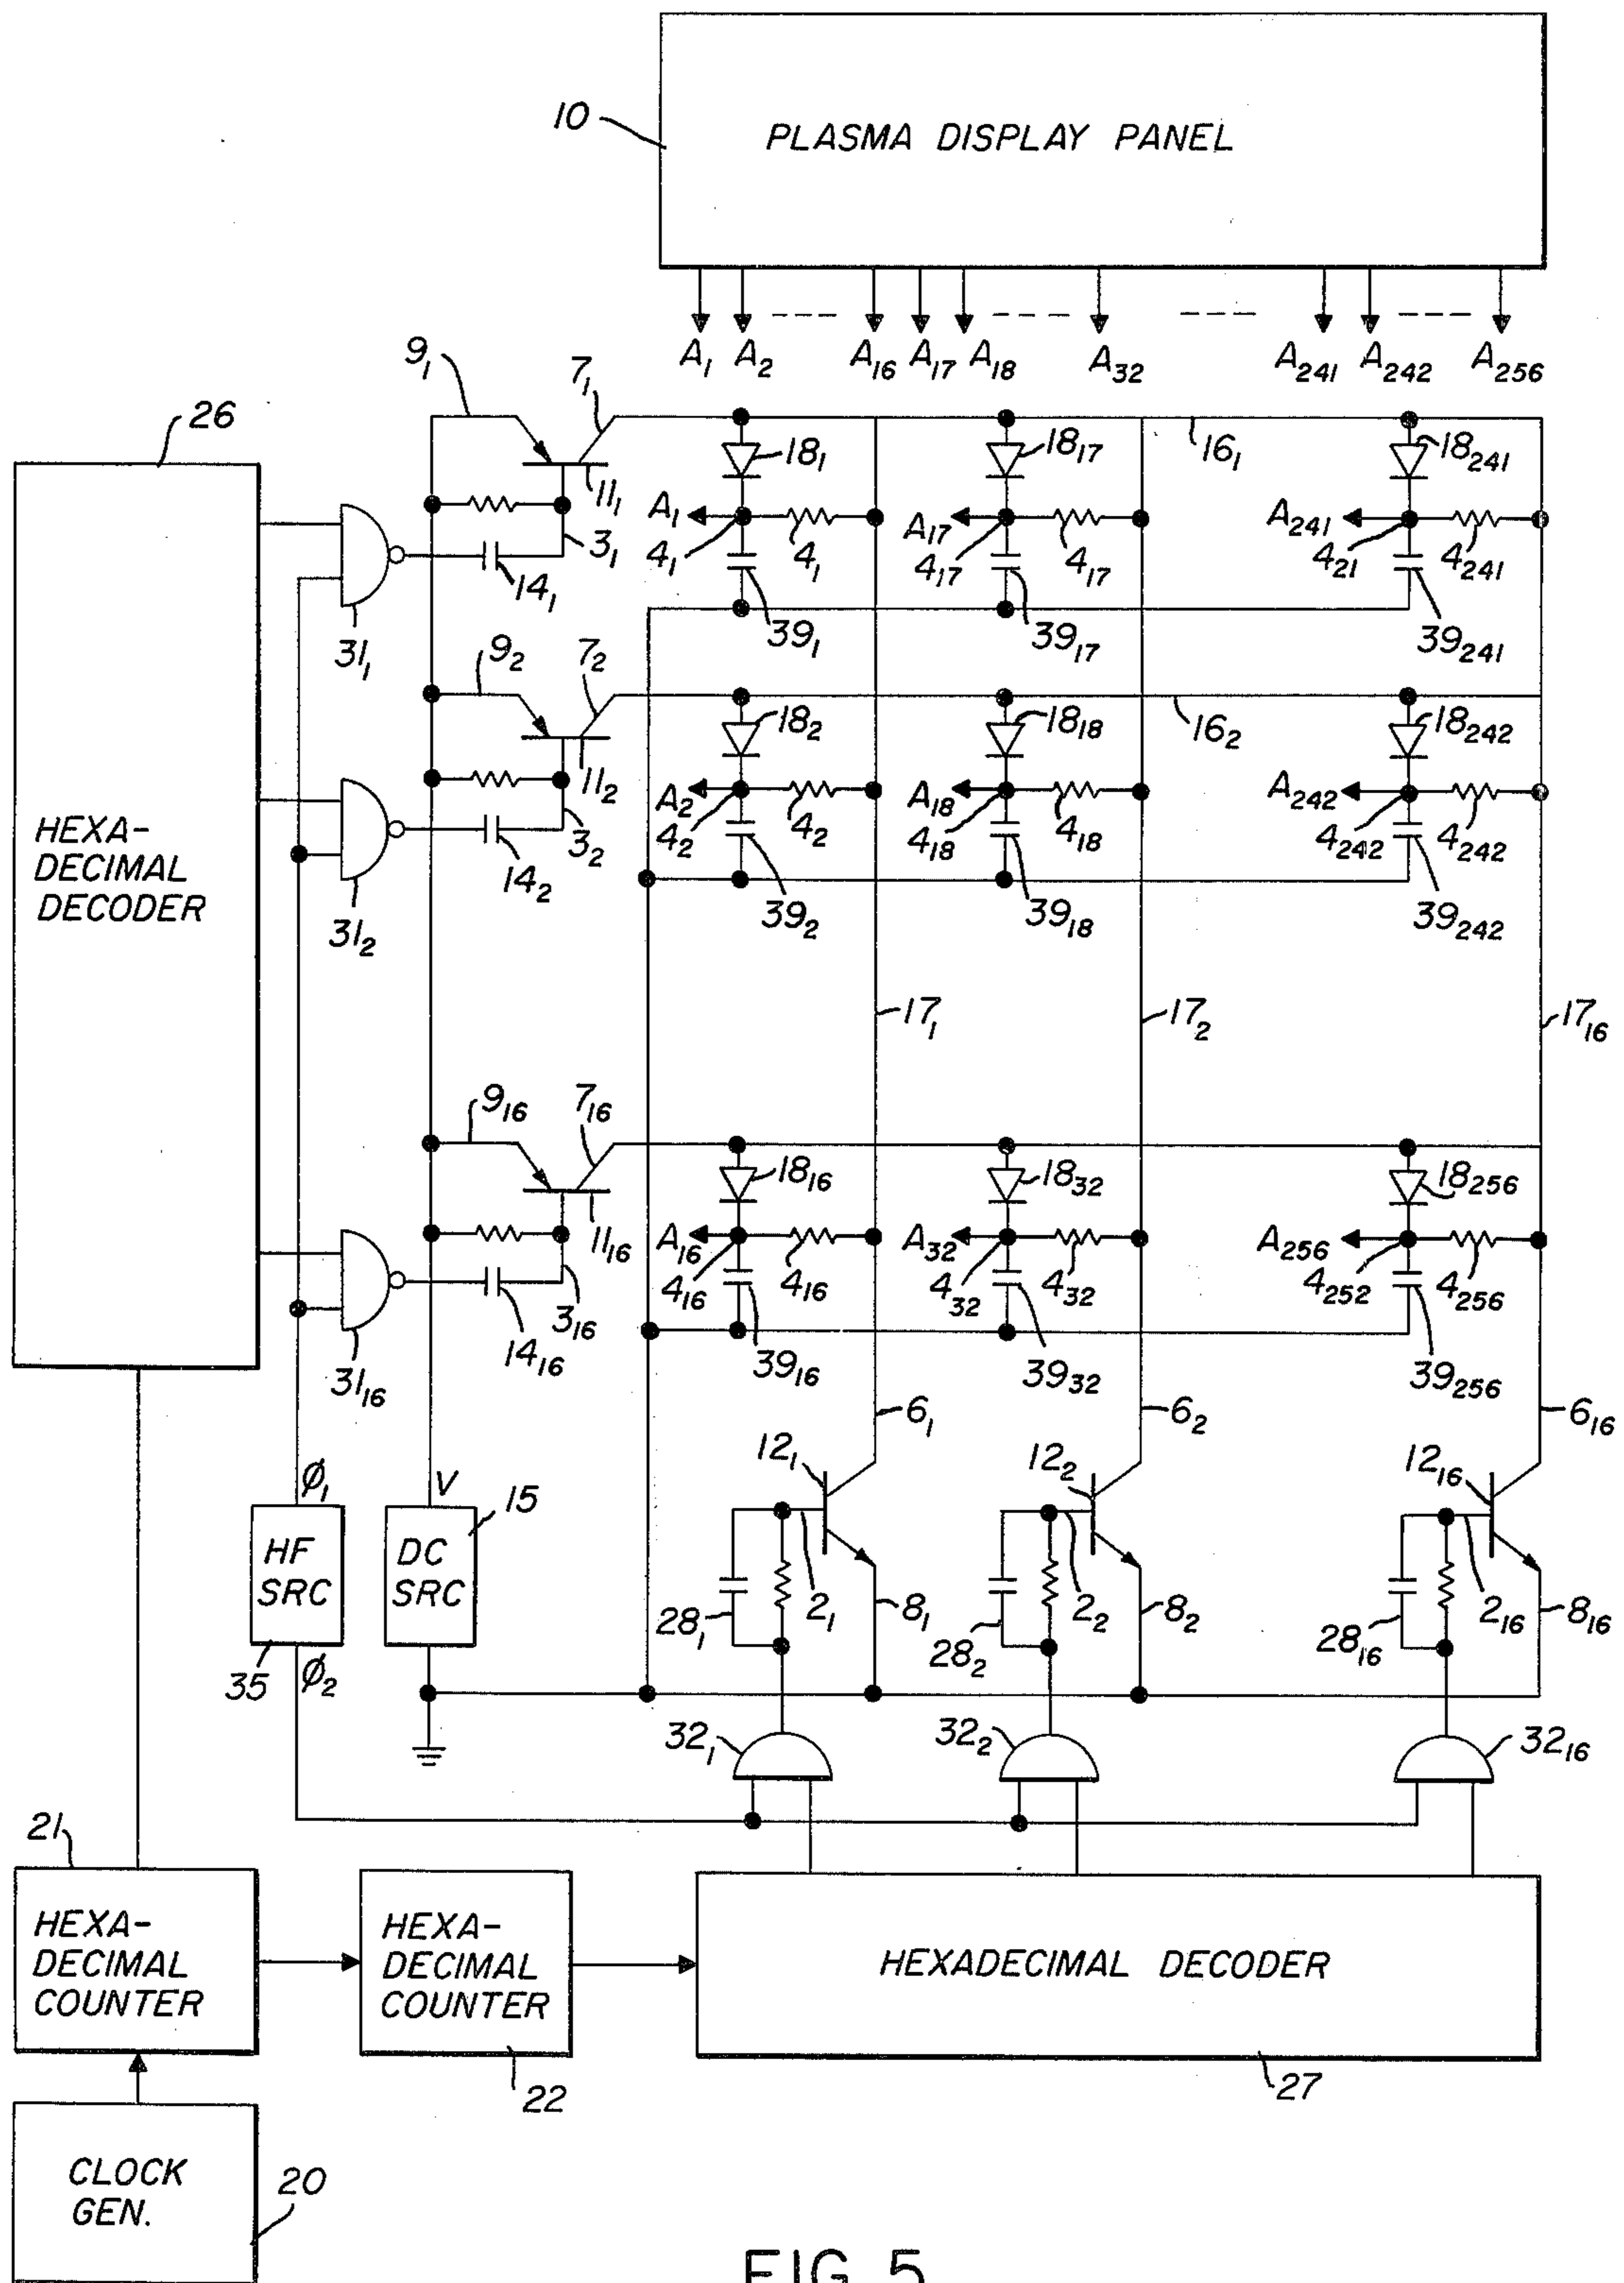 10
PLASMA DISPLAY PANEL
A₁ A₂ A₁₆ A₁₇ A₁₈ A₃₂ A₂₄₁ A₂₄₂ A₂₅₆
26
9₁ 7₁
18₁ 18₁₇ 16₁ 18₂₄₁
11₁
A₁ A₁₇ A₂₄₁
3₁
4₁ 4₁ 4₁₇ 4₁₇ 4₂₁ 4₂₄₁
14₁
31₁
39₁ 39₁₇ 39₂₄₁
9₂ 7₂
18₂ 18₁₈ 16₂ 18₂₄₂
11₂
A₂ A₁₈ A₂₄₂
3₂
4₂ 4₂ 4₁₈ 4₁₈ 4₂₄₂ 4₂₄₂
14₂
31₂
39₂ 39₁₈ 39₂₄₂
HEXA-
DECIMAL
DECODER
17₁ 17₂ 17₁₆
9₁₆ 7₁₆
18₁₆ 18₃₂ 18₂₅₆
11₁₆
A₁₆ A₃₂ A₂₅₆
3₁₆
4₁₆ 4₁₆ 4₃₂ 4₃₂ 4₂₅₂ 4₂₅₆
14₁₆
31₁₆
39₁₆ 39₃₂ 39₂₅₆
6₁ 6₂ 6₁₆
12₁ 12₂ 12₁₆
ϕ₁ V 15
HF
SRC
DC
SRC
28₁ 2₁ 8₁ 28₂ 2₂ 8₂ 28₁₆ 2₁₆ 8₁₆
35 ϕ₂
32₁ 32₂ 32₁₆
21
HEXA-
DECIMAL
COUNTER
HEXA-
DECIMAL
COUNTER
HEXADECIMAL DECODER
22
27
CLOCK
GEN.
20
FIG. 5